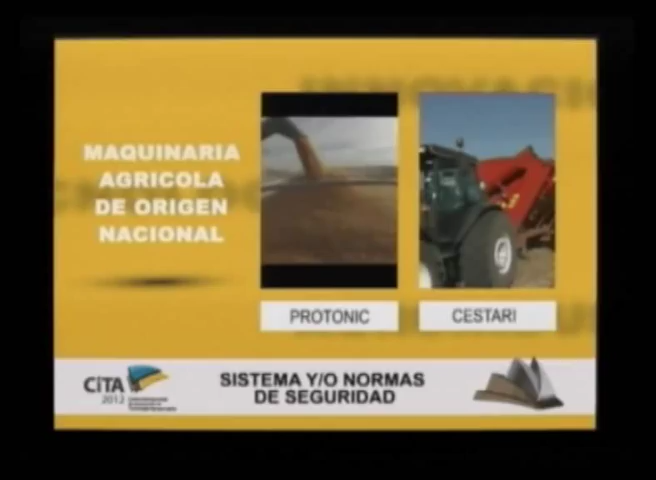 MAQUINARIA
AGRICOLA
DE ORIGEN
NACIONAL
PROTONIC
CESTARI
CiTA
2012
SISTEMA Y/O NORMAS
DE SEGURIDAD